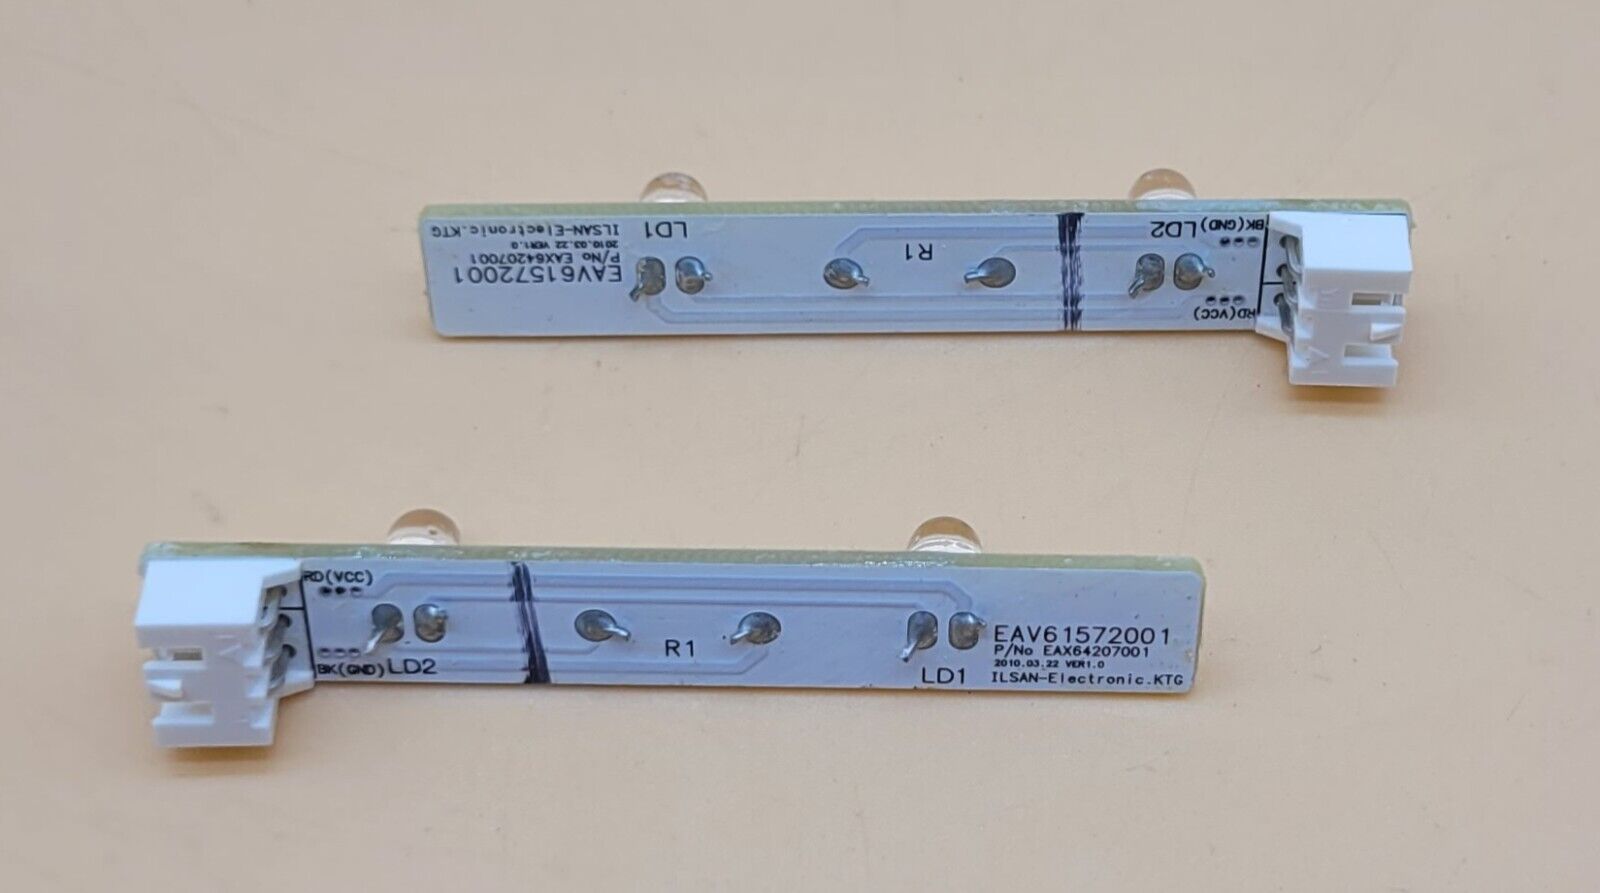 EAV61572001
P/No EAX64207001
2010.03.22 VER1.0
ILSAN-Electronic.KTG
LD1
R1
LD2
BK(GND)
RD(VCC)
RD(VCC)
BK(GND)
LD2
R1
LD1
EAV61572001
P/No EAX64207001
2010.03.22 VER1.0
ILSAN-Electronic.KTG